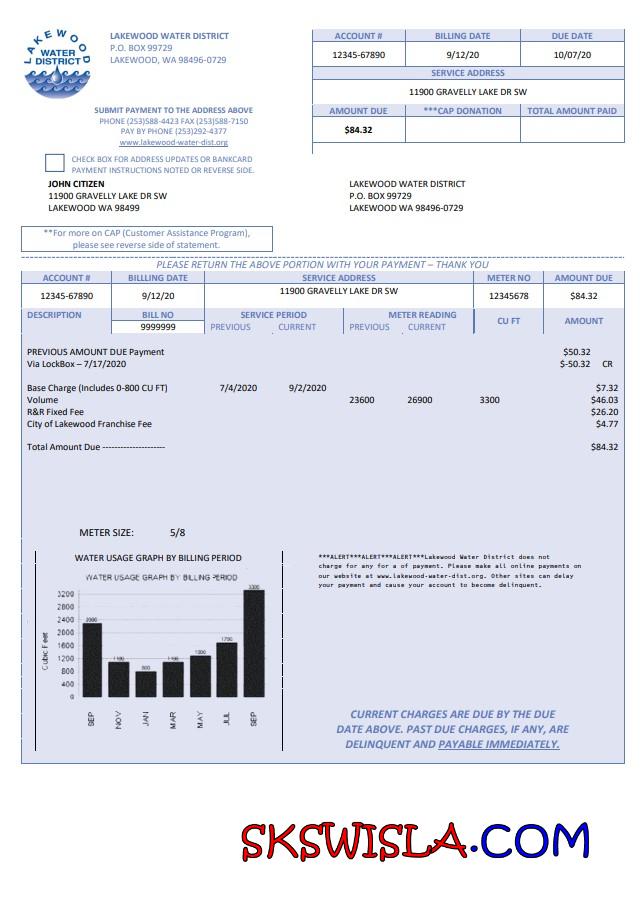 LAKEWOOD
WATER
DISTRICT
LAKEWOOD WATER DISTRICT
P.O. BOX 99729
LAKEWOOD, WA 98496-0729
ACCOUNT # BILLING DATE DUE DATE
12345-67890 9/12/20 10/07/20
SERVICE ADDRESS
11900 GRAVELLY LAKE DR SW
AMOUNT DUE ***CAP DONATION TOTAL AMOUNT PAID
$84.32
SUBMIT PAYMENT TO THE ADDRESS ABOVE
PHONE (253)588-4423 FAX (253)588-7150
PAY BY PHONE (253)292-4377
www.lakewood-water-dist.org
CHECK BOX FOR ADDRESS UPDATES OR BANKCARD
PAYMENT INSTRUCTIONS NOTED OR REVERSE SIDE.
JOHN CITIZEN
11900 GRAVELLY LAKE DR SW
LAKEWOOD WA 98499
LAKEWOOD WATER DISTRICT
P.O. BOX 99729
LAKEWOOD WA 98496-0729
**For more on CAP (Customer Assistance Program),
please see reverse side of statement.
PLEASE RETURN THE ABOVE PORTION WITH YOUR PAYMENT – THANK YOU
ACCOUNT # BILLLING DATE SERVICE ADDRESS METER NO AMOUNT DUE
12345-67890 9/12/20 11900 GRAVELLY LAKE DR SW 12345678 $84.32
DESCRIPTION BILL NO SERVICE PERIOD METER READING CU FT AMOUNT
9999999 PREVIOUS CURRENT PREVIOUS CURRENT
PREVIOUS AMOUNT DUE Payment $50.32
Via LockBox – 7/17/2020 $-50.32 CR
Base Charge (Includes 0-800 CU FT) 7/4/2020 9/2/2020 $7.32
Volume 23600 26900 3300 $46.03
R&R Fixed Fee $26.20
City of Lakewood Franchise Fee $4.77
Total Amount Due --------------------- $84.32
METER SIZE: 5/8
WATER USAGE GRAPH BY BILLING PERIOD
WATER USAGE GRAPH BY BILLING PERIOD
Cubic Feet
3200
2800
2400
2000
1600
1200
800
400
0
1100 800 1100 1300 1700 3300
SEP NOV JAN MAR MAY JUL SEP
***ALERT***ALERT***ALERT***Lakewood Water District does not
charge for any for a of payment. Please make all online payments on
our website at www.lakewood-water-dist.org. Other sites can delay
your payment and cause your account to become delinquent.
CURRENT CHARGES ARE DUE BY THE DUE
DATE ABOVE. PAST DUE CHARGES, IF ANY, ARE
DELINQUENT AND PAYABLE IMMEDIATELY.
SKSWISLA.COM